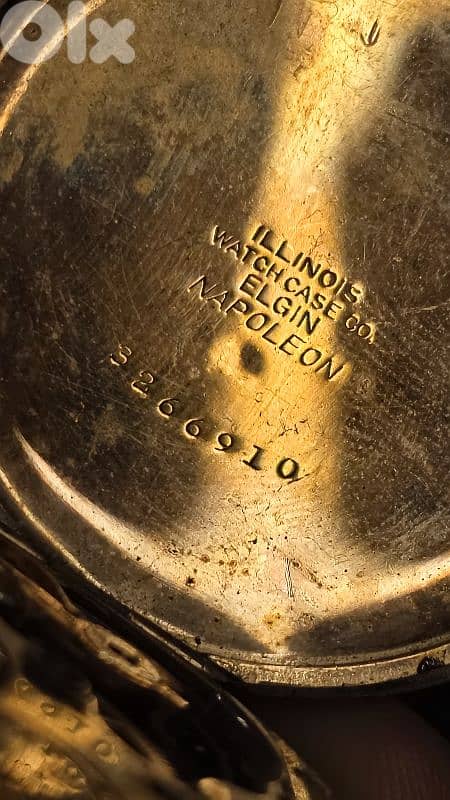 OLX
ILLINOIS
WATCH CASE CO.
ELGIN
NAPOLEON
3266910